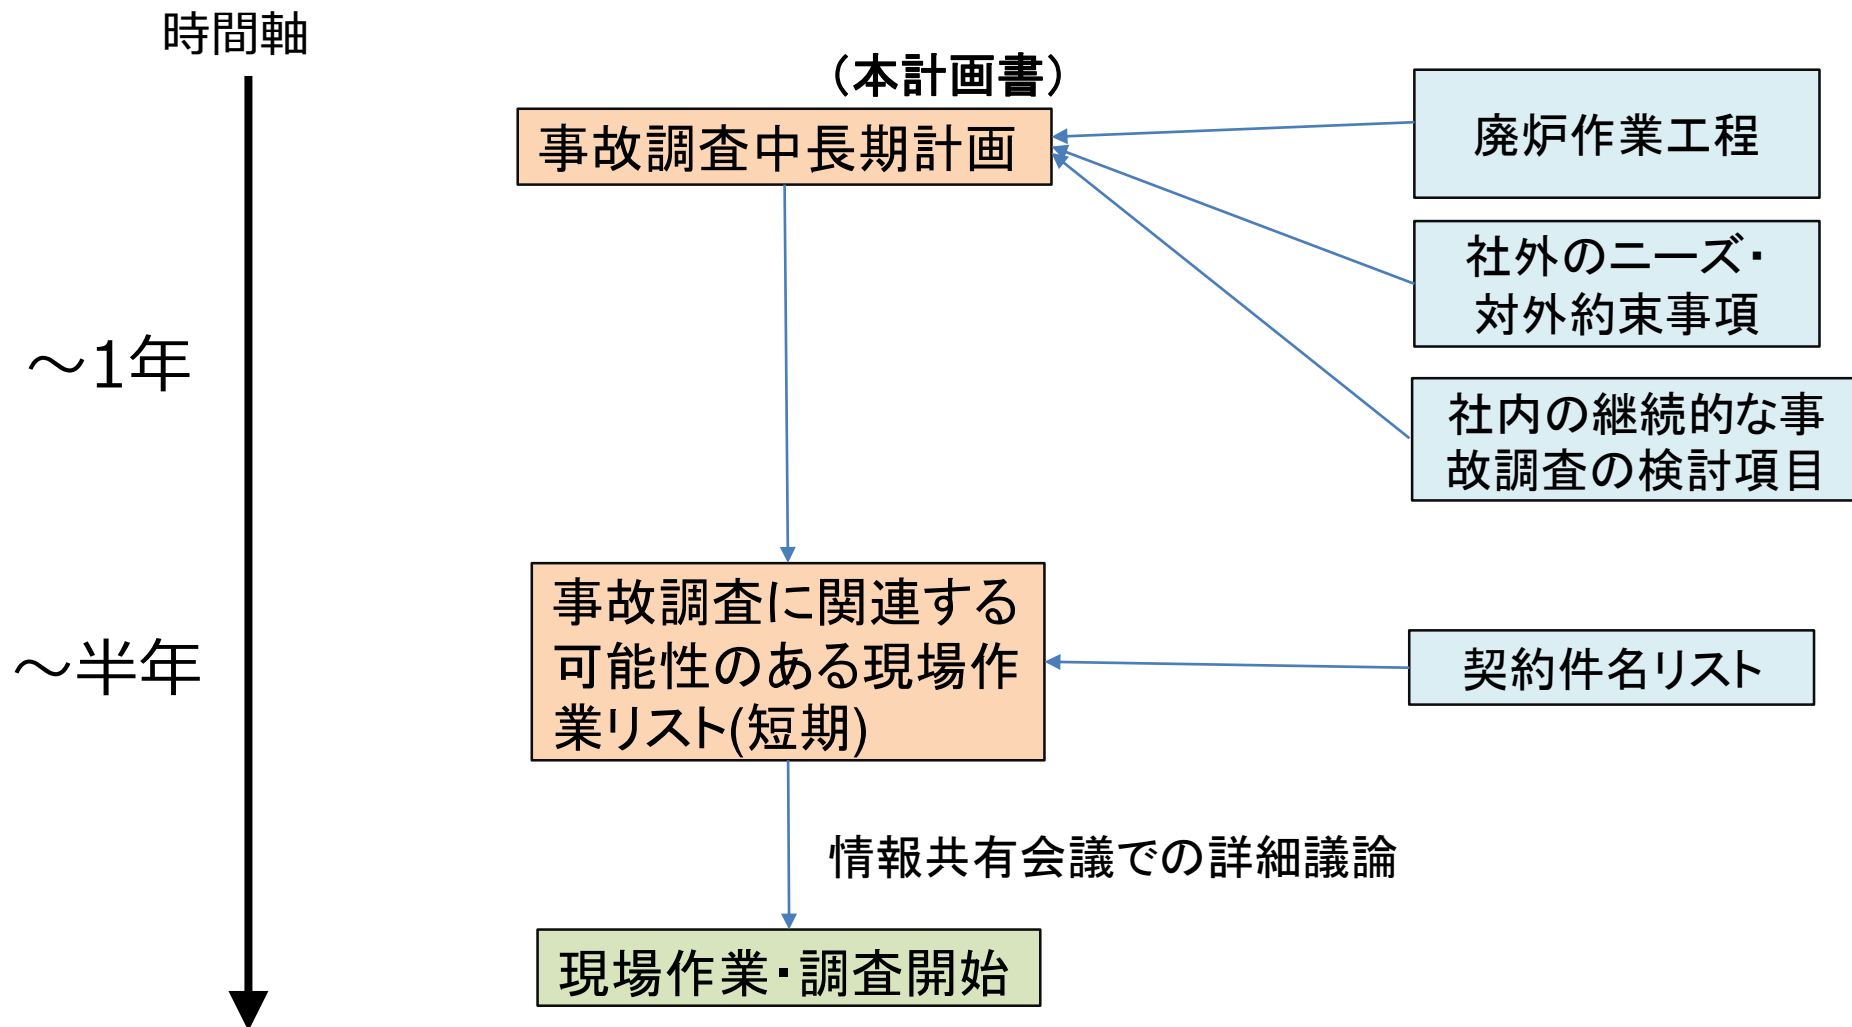 時間軸
（本計画書）
事故調査中長期計画
廃炉作業工程
社外のニーズ・
対外約束事項
～1年
社内の継続的な事
故調査の検討項目
事故調査に関連する
可能性のある現場作
業リスト(短期)
～半年
契約件名リスト
情報共有会議での詳細議論
現場作業・調査開始